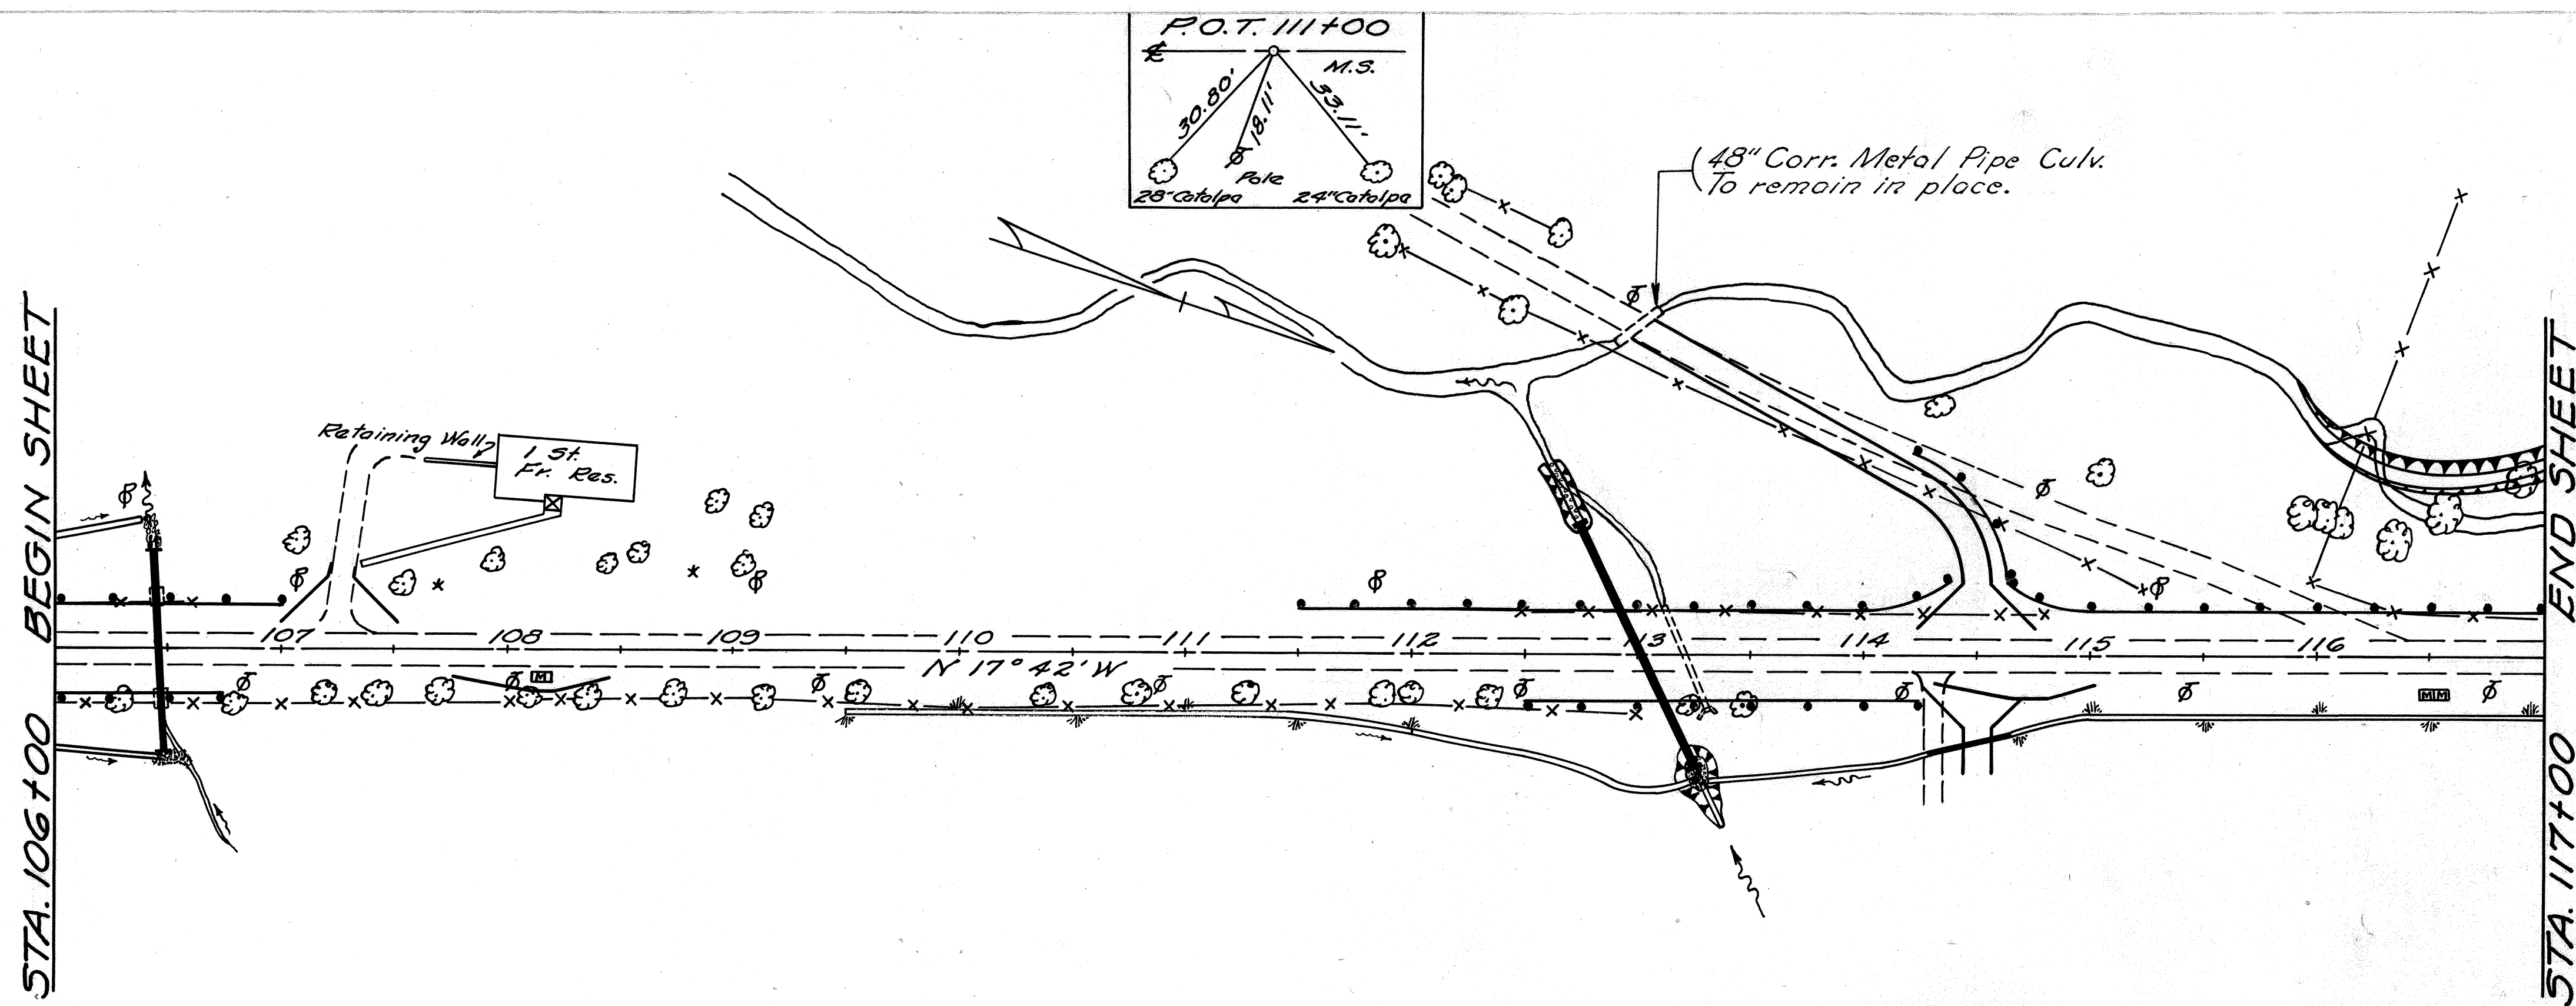 P.O.T. 111+00
℄
M.S.
30.80'
18.11'
33.11'
Pole
28" Catalpa
24" Catalpa
48" Corr. Metal Pipe Culv.
To remain in place.
STA. 106+00 BEGIN SHEET
Retaining Wall
1 St.
Fr. Res.
107 108 109 110 111 112 113 114 115 116
N 17° 42' W
M
M M
STA. 117+00 END SHEET